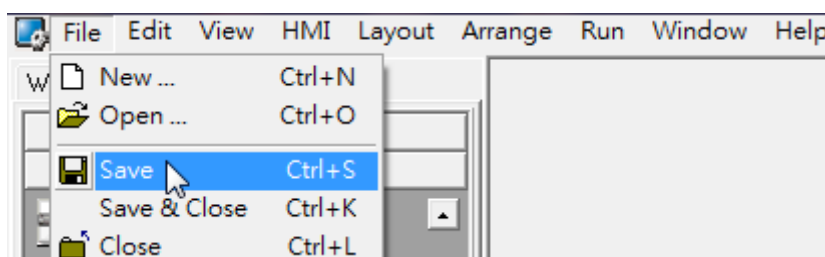 File Edit View HMI Layout Arrange Run Window Help
New ... Ctrl+N
Open ... Ctrl+O
Save Ctrl+S
Save & Close Ctrl+K
Close Ctrl+L